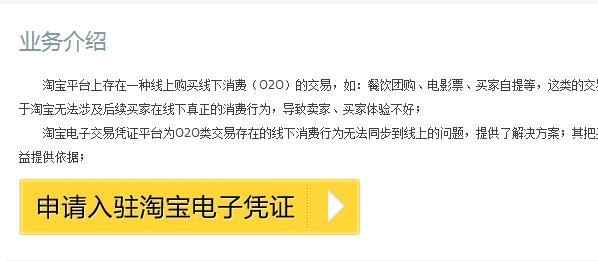 业务介绍
淘宝平台上存在一种线上购买线下消费（O2O）的交易，如：餐饮团购、电影票、买家自提等，这类的交易
于淘宝无法涉及后续买家在线下真正的消费行为，导致卖家、买家体验不好；
淘宝电子交易凭证平台为O2O类交易存在的线下消费行为无法同步到线上的问题，提供了解决方案；其把
益提供依据；
申请入驻淘宝电子凭证